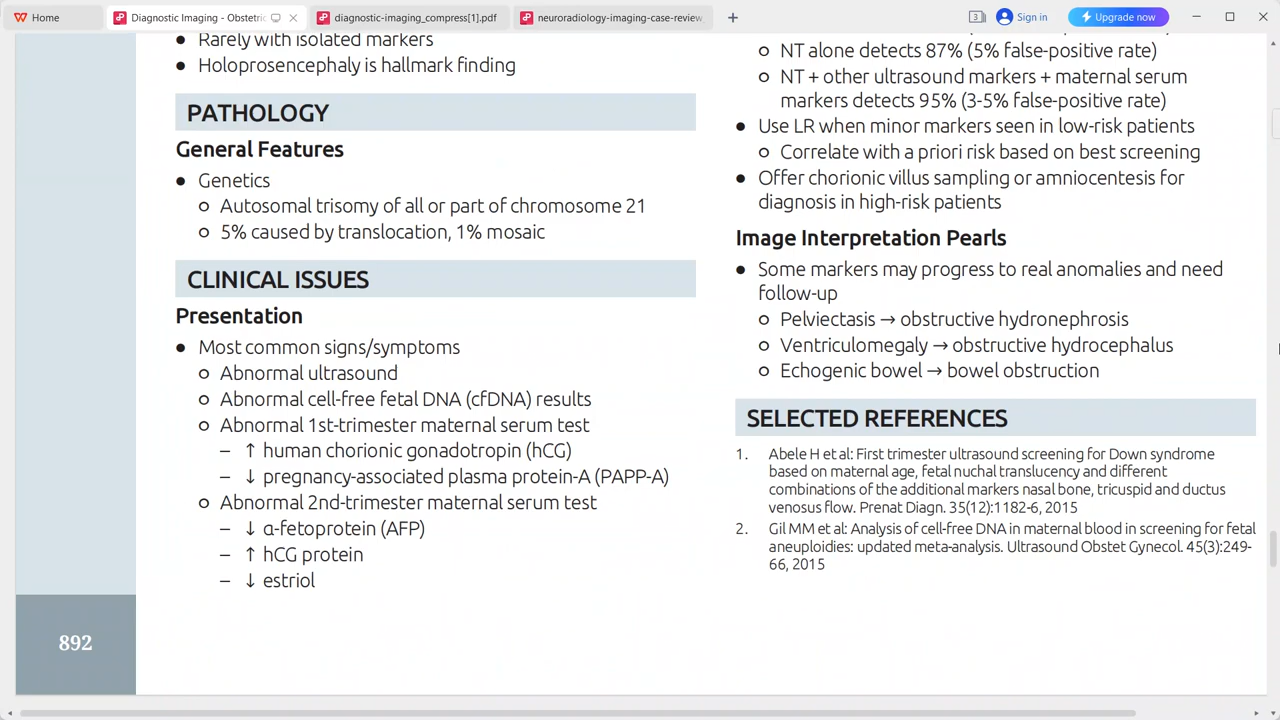 Home
Diagnostic Imaging - Obstetric
diagnostic-imaging_compress[1].pdf
neuroradiology-imaging-case-review
3
Sign in
Upgrade now
• Rarely with isolated markers
• Holoprosencephaly is hallmark finding
PATHOLOGY
General Features
• Genetics
○ Autosomal trisomy of all or part of chromosome 21
○ 5% caused by translocation, 1% mosaic
CLINICAL ISSUES
Presentation
• Most common signs/symptoms
○ Abnormal ultrasound
○ Abnormal cell-free fetal DNA (cfDNA) results
○ Abnormal 1st-trimester maternal serum test
– ↑ human chorionic gonadotropin (hCG)
– ↓ pregnancy-associated plasma protein-A (PAPP-A)
○ Abnormal 2nd-trimester maternal serum test
– ↓ α-fetoprotein (AFP)
– ↑ hCG protein
– ↓ estriol
○ NT alone detects 87% (5% false-positive rate)
○ NT + other ultrasound markers + maternal serum
markers detects 95% (3-5% false-positive rate)
• Use LR when minor markers seen in low-risk patients
○ Correlate with a priori risk based on best screening
• Offer chorionic villus sampling or amniocentesis for
diagnosis in high-risk patients
Image Interpretation Pearls
• Some markers may progress to real anomalies and need
follow-up
○ Pelviectasis → obstructive hydronephrosis
○ Ventriculomegaly → obstructive hydrocephalus
○ Echogenic bowel → bowel obstruction
SELECTED REFERENCES
1. Abele H et al: First trimester ultrasound screening for Down syndrome
based on maternal age, fetal nuchal translucency and different
combinations of the additional markers nasal bone, tricuspid and ductus
venosus flow. Prenat Diagn. 35(12):1182-6, 2015
2. Gil MM et al: Analysis of cell-free DNA in maternal blood in screening for fetal
aneuploidies: updated meta-analysis. Ultrasound Obstet Gynecol. 45(3):249-
66, 2015
892